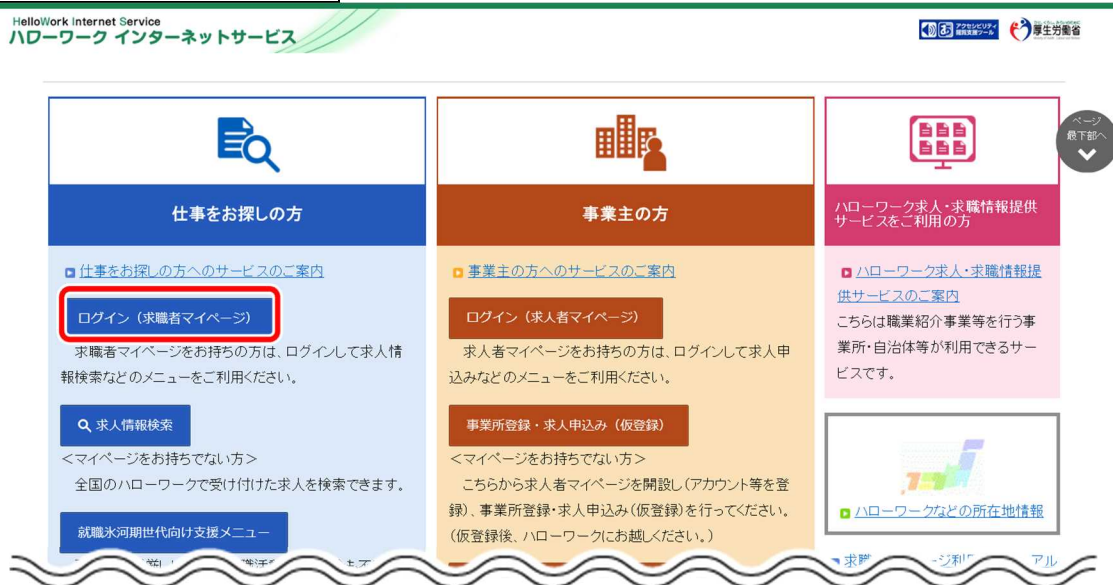 HelloWork Internet Service
ハローワーク インターネットサービス
アクセシビリティ
閲覧支援ツール
厚生労働省
ページ
最下部へ
仕事をお探しの方
仕事をお探しの方へのサービスのご案内
ログイン（求職者マイページ）
求職者マイページをお持ちの方は、ログインして求人情
報検索などのメニューをご利用ください。
求人情報検索
＜マイページをお持ちでない方＞
全国のハローワークで受け付けた求人を検索できます。
就職氷河期世代向け支援メニュー
事業主の方
事業主の方へのサービスのご案内
ログイン（求人者マイページ）
求人者マイページをお持ちの方は、ログインして求人申
込みなどのメニューをご利用ください。
事業所登録・求人申込み（仮登録）
＜マイページをお持ちでない方＞
こちらから求人者マイページを開設し（アカウント等を登
録）、事業所登録・求人申込み（仮登録）を行ってください。
（仮登録後、ハローワークにお越しください。）
ハローワーク求人・求職情報提供
サービスをご利用の方
ハローワーク求人・求職情報提
供サービスのご案内
こちらは職業紹介事業等を行う事
業所・自治体等が利用できるサー
ビスです。
ハローワークなどの所在地情報